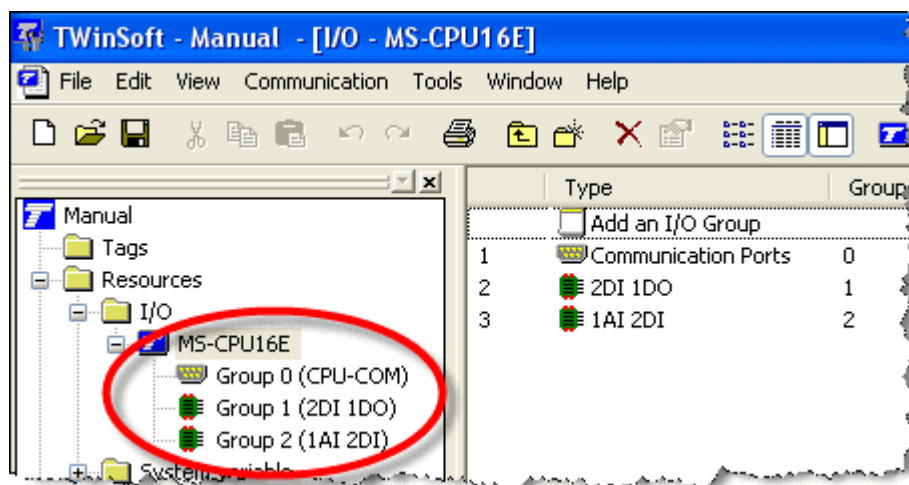 TWinSoft - Manual - [I/O - MS-CPU16E]
File Edit View Communication Tools Window Help
Manual
Tags
Resources
I/O
MS-CPU16E
Group 0 (CPU-COM)
Group 1 (2DI 1DO)
Group 2 (1AI 2DI)
System variable
Type Group
Add an I/O Group
1 Communication Ports 0
2 2DI 1DO 1
3 1AI 2DI 2